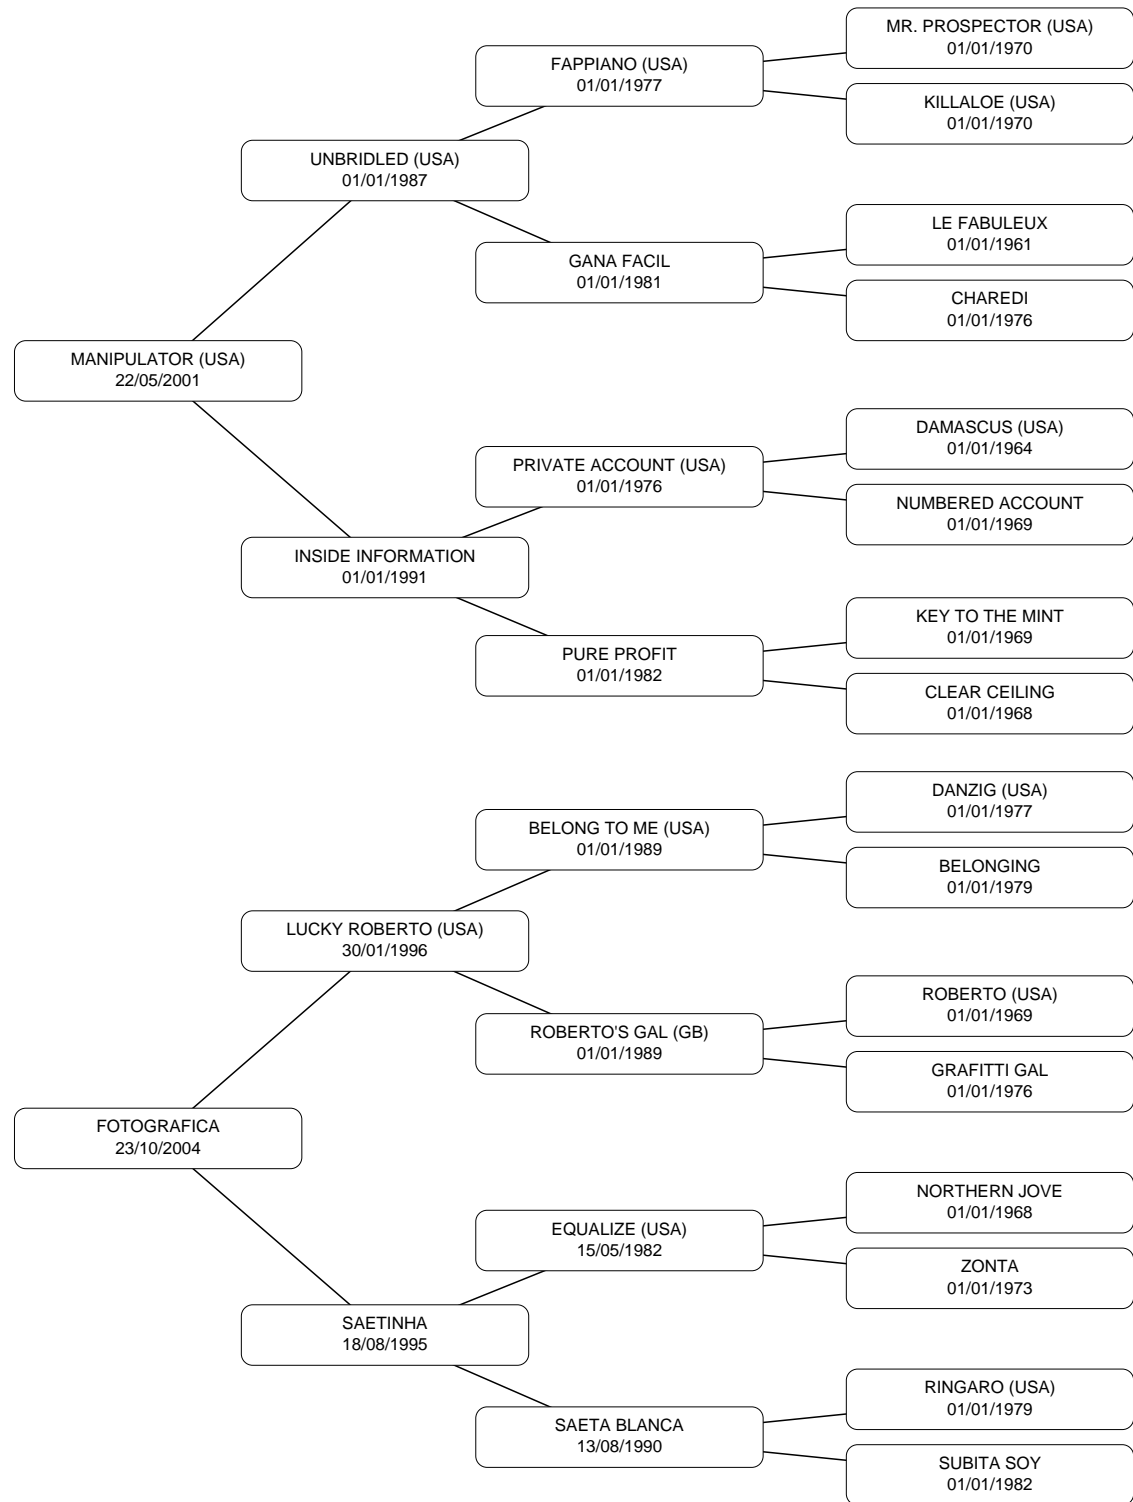 MR. PROSPECTOR (USA)
01/01/1970
FAPPIANO (USA)
01/01/1977
KILLALOE (USA)
01/01/1970
UNBRIDLED (USA)
01/01/1987
LE FABULEUX
01/01/1961
GANA FACIL
01/01/1981
CHAREDI
01/01/1976
MANIPULATOR (USA)
22/05/2001
DAMASCUS (USA)
01/01/1964
PRIVATE ACCOUNT (USA)
01/01/1976
NUMBERED ACCOUNT
01/01/1969
INSIDE INFORMATION
01/01/1991
KEY TO THE MINT
01/01/1969
PURE PROFIT
01/01/1982
CLEAR CEILING
01/01/1968
DANZIG (USA)
01/01/1977
BELONG TO ME (USA)
01/01/1989
BELONGING
01/01/1979
LUCKY ROBERTO (USA)
30/01/1996
ROBERTO (USA)
01/01/1969
ROBERTO'S GAL (GB)
01/01/1989
GRAFITTI GAL
01/01/1976
FOTOGRAFICA
23/10/2004
NORTHERN JOVE
01/01/1968
EQUALIZE (USA)
15/05/1982
ZONTA
01/01/1973
SAETINHA
18/08/1995
RINGARO (USA)
01/01/1979
SAETA BLANCA
13/08/1990
SUBITA SOY
01/01/1982